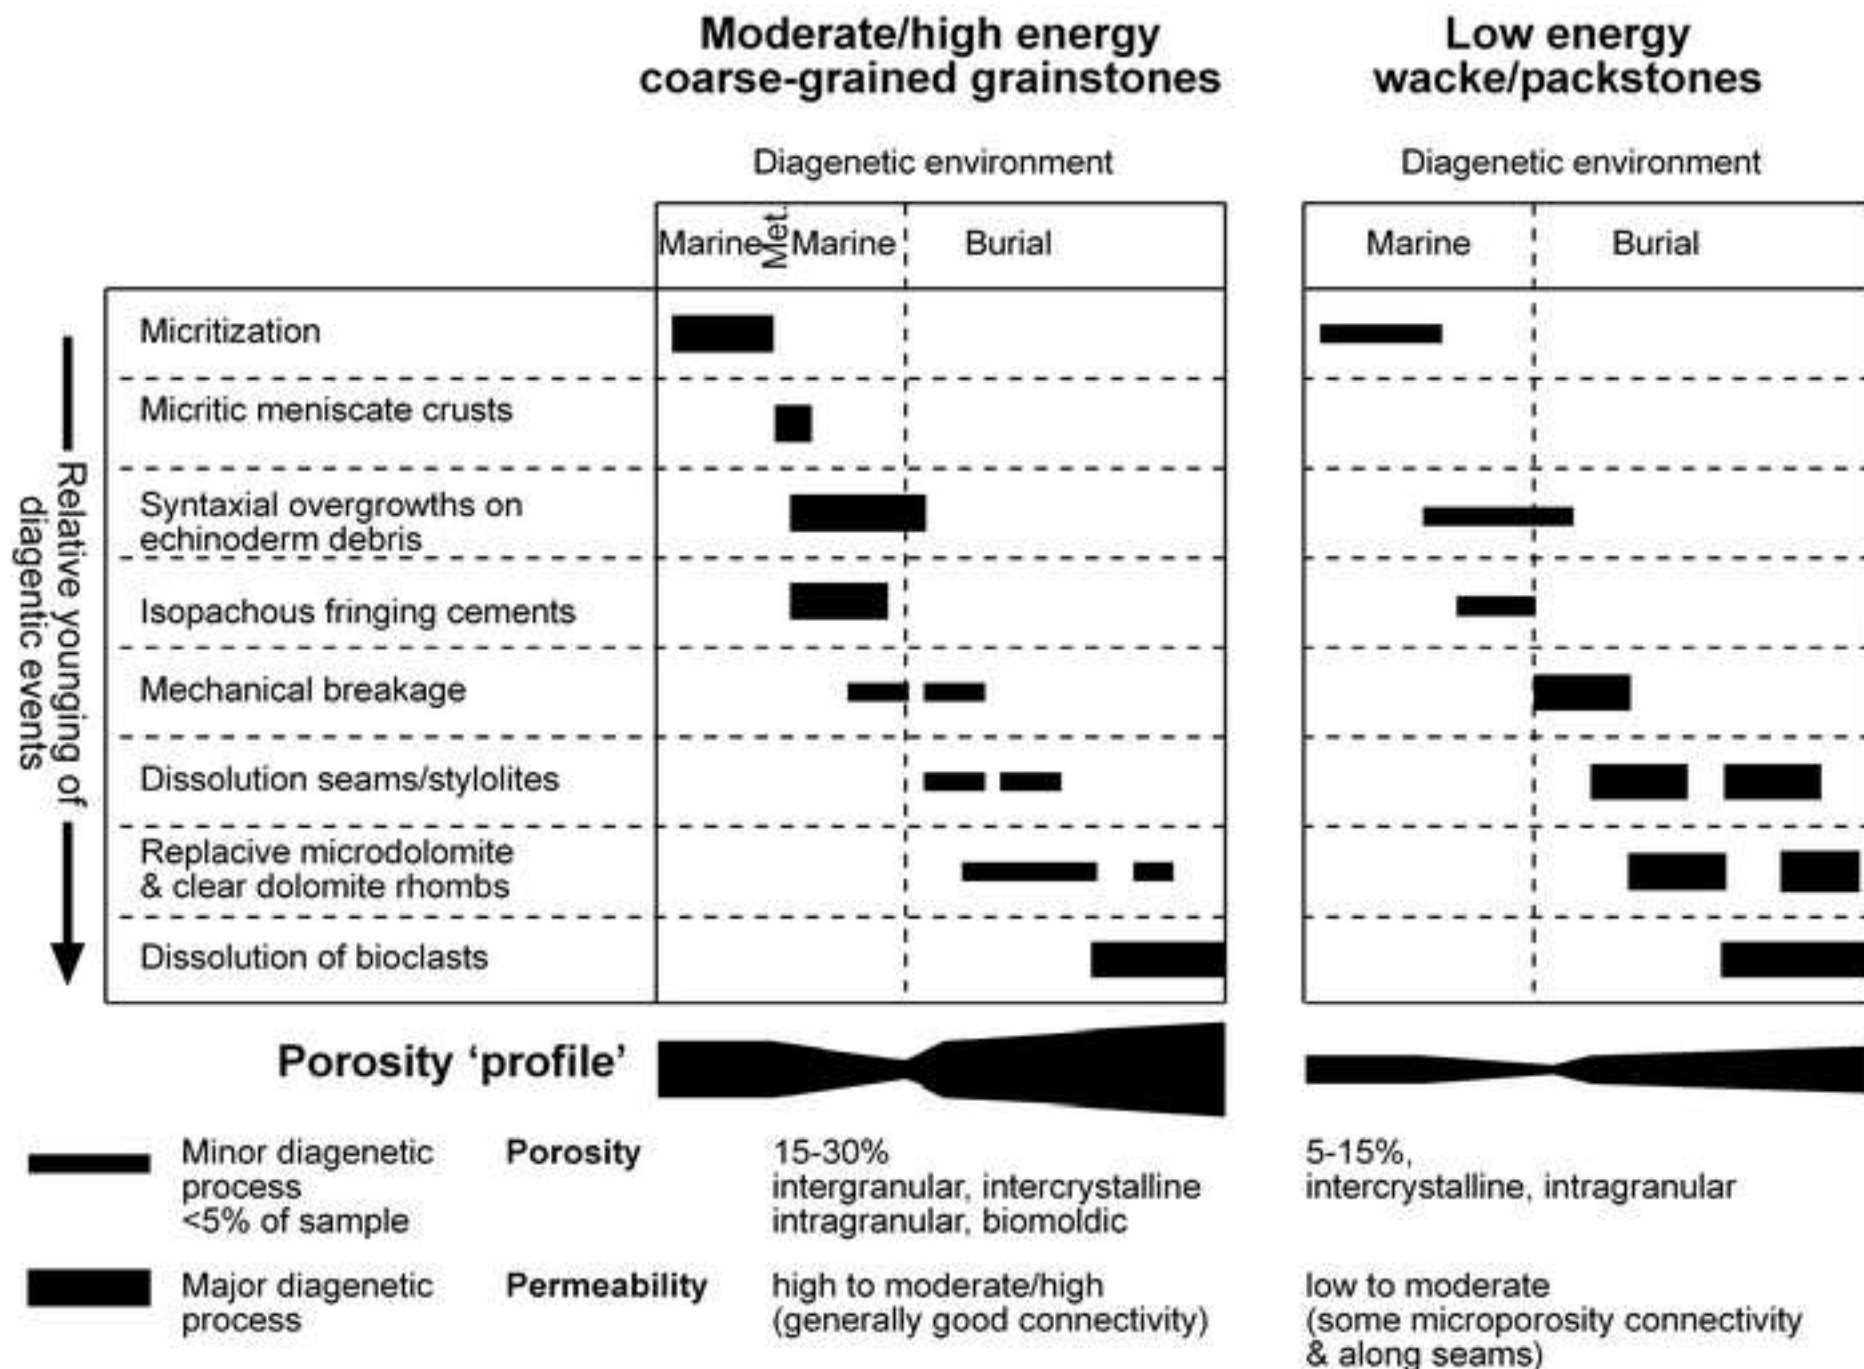 Moderate/high energy
coarse-grained grainstones
Low energy
wacke/packstones
Diagenetic environment
Diagenetic environment
Marine
Met.
Marine
Burial
Marine
Burial
Relative younging of
diagentic events
Micritization
Micritic meniscate crusts
Syntaxial overgrowths on
echinoderm debris
Isopachous fringing cements
Mechanical breakage
Dissolution seams/stylolites
Replacive microdolomite
& clear dolomite rhombs
Dissolution of bioclasts
Porosity ‘profile’
Minor diagenetic
process
<5% of sample
Porosity
15-30%
intergranular, intercrystalline
intragranular, biomoldic
5-15%,
intercrystalline, intragranular
Major diagenetic
process
Permeability
high to moderate/high
(generally good connectivity)
low to moderate
(some microporosity connectivity
& along seams)